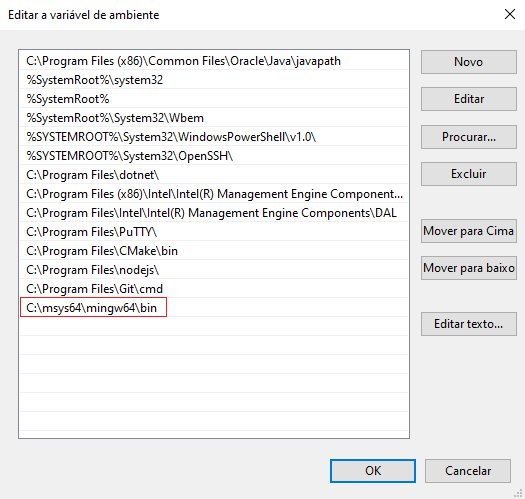 Editar a variável de ambiente
C:\Program Files (x86)\Common Files\Oracle\Java\javapath
%SystemRoot%\system32
%SystemRoot%
%SystemRoot%\System32\Wbem
%SYSTEMROOT%\System32\WindowsPowerShell\v1.0\
%SYSTEMROOT%\System32\OpenSSH\
C:\Program Files\dotnet\
C:\Program Files (x86)\Intel\Intel(R) Management Engine Component...
C:\Program Files\Intel\Intel(R) Management Engine Components\DAL
C:\Program Files\PuTTY\
C:\Program Files\CMake\bin
C:\Program Files\nodejs\
C:\Program Files\Git\cmd
C:\msys64\mingw64\bin
Novo
Editar
Procurar...
Excluir
Mover para Cima
Mover para baixo
Editar texto...
OK
Cancelar